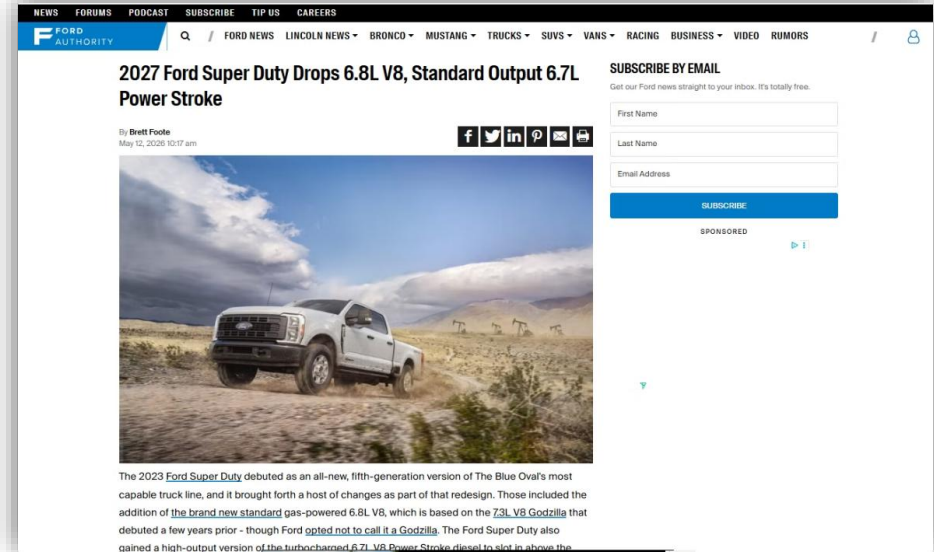 NEWS FORUMS PODCAST SUBSCRIBE TIP US CAREERS
FORD AUTHORITY
/ FORD NEWS LINCOLN NEWS BRONCO MUSTANG TRUCKS SUVS VANS RACING BUSINESS VIDEO RUMORS /
2027 Ford Super Duty Drops 6.8L V8, Standard Output 6.7L
Power Stroke
By Brett Foote
May 12, 2026 10:17 am
The 2023 Ford Super Duty debuted as an all-new, fifth-generation version of The Blue Oval's most
capable truck line, and it brought forth a host of changes as part of that redesign. Those included the
addition of the brand new standard gas-powered 6.8L V8, which is based on the 7.3L V8 Godzilla that
debuted a few years prior - though Ford opted not to call it a Godzilla. The Ford Super Duty also
gained a high-output version of the turbocharged 6.7L V8 Power Stroke diesel to slot in above the
SUBSCRIBE BY EMAIL
Get our Ford news straight to your inbox. It's totally free.
First Name
Last Name
Email Address
SUBSCRIBE
SPONSORED